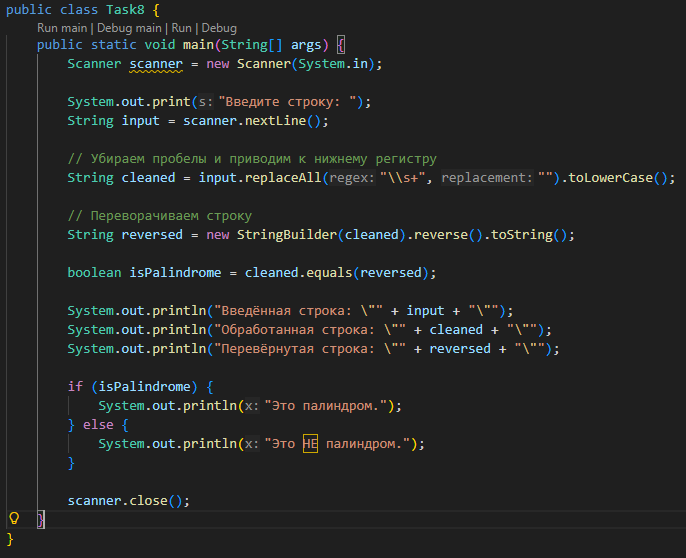 public class Task8 {
Run main | Debug main | Run | Debug
public static void main(String[] args) {
Scanner scanner = new Scanner(System.in);
System.out.print(s: "Введите строку: ");
String input = scanner.nextLine();
// Убираем пробелы и приводим к нижнему регистру
String cleaned = input.replaceAll(regex: "\\s+", replacement: "").toLowerCase();
// Переворачиваем строку
String reversed = new StringBuilder(cleaned).reverse().toString();
boolean isPalindrome = cleaned.equals(reversed);
System.out.println("Введённая строка: \"" + input + "\"");
System.out.println("Обработанная строка: \"" + cleaned + "\"");
System.out.println("Перевёрнутая строка: \"" + reversed + "\"");
if (isPalindrome) {
System.out.println(x: "Это палиндром.");
} else {
System.out.println(x: "Это НЕ палиндром.");
}
scanner.close();
}
}